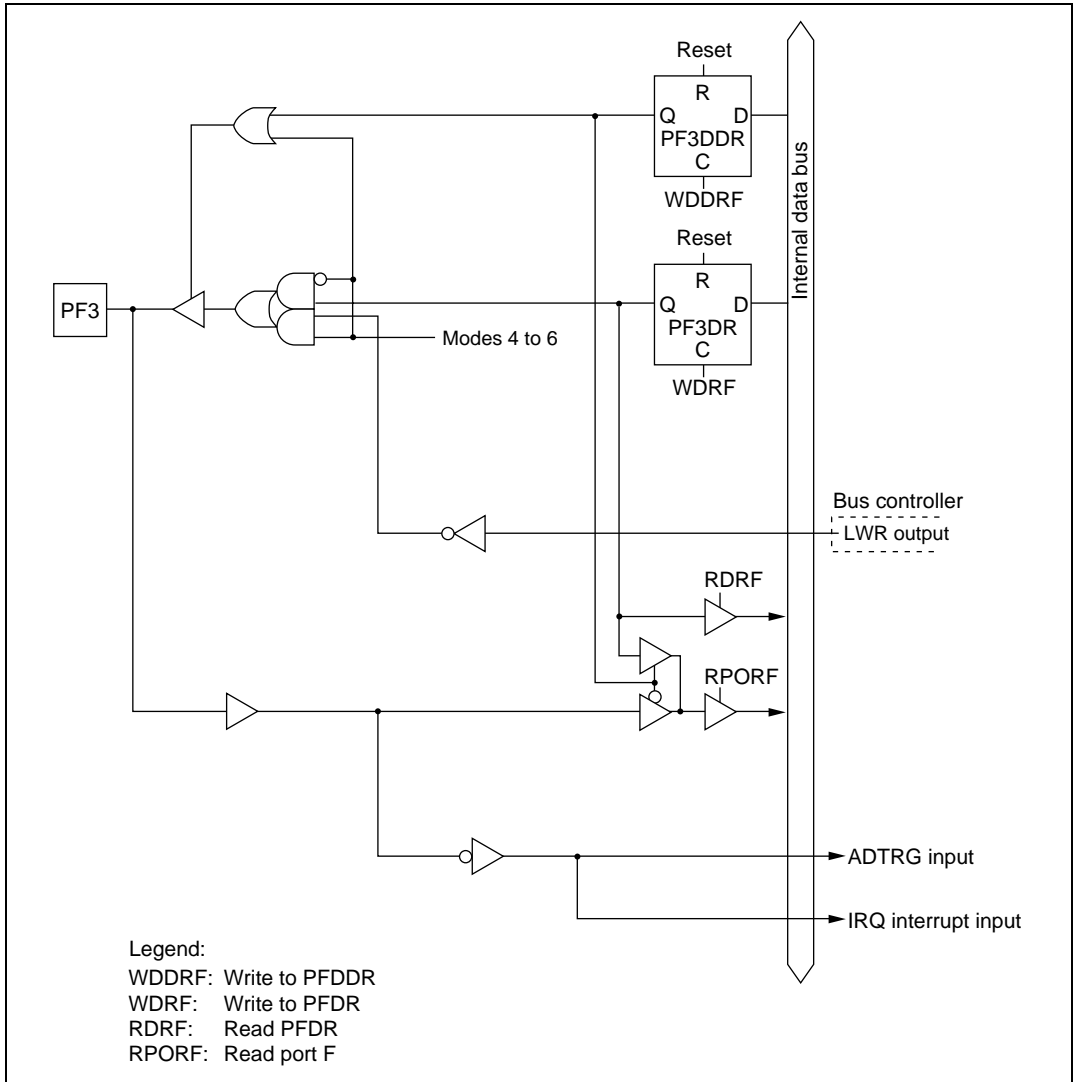 Reset
R
Q D
PF3DDR
C
WDDRF
Reset
R
Q D
PF3DR
C
WDRF
Internal data bus
PF3
Modes 4 to 6
Bus controller
LWR output
RDRF
RPORF
ADTRG input
IRQ interrupt input
Legend:
WDDRF: Write to PFDDR
WDRF: Write to PFDR
RDRF: Read PFDR
RPORF: Read port F